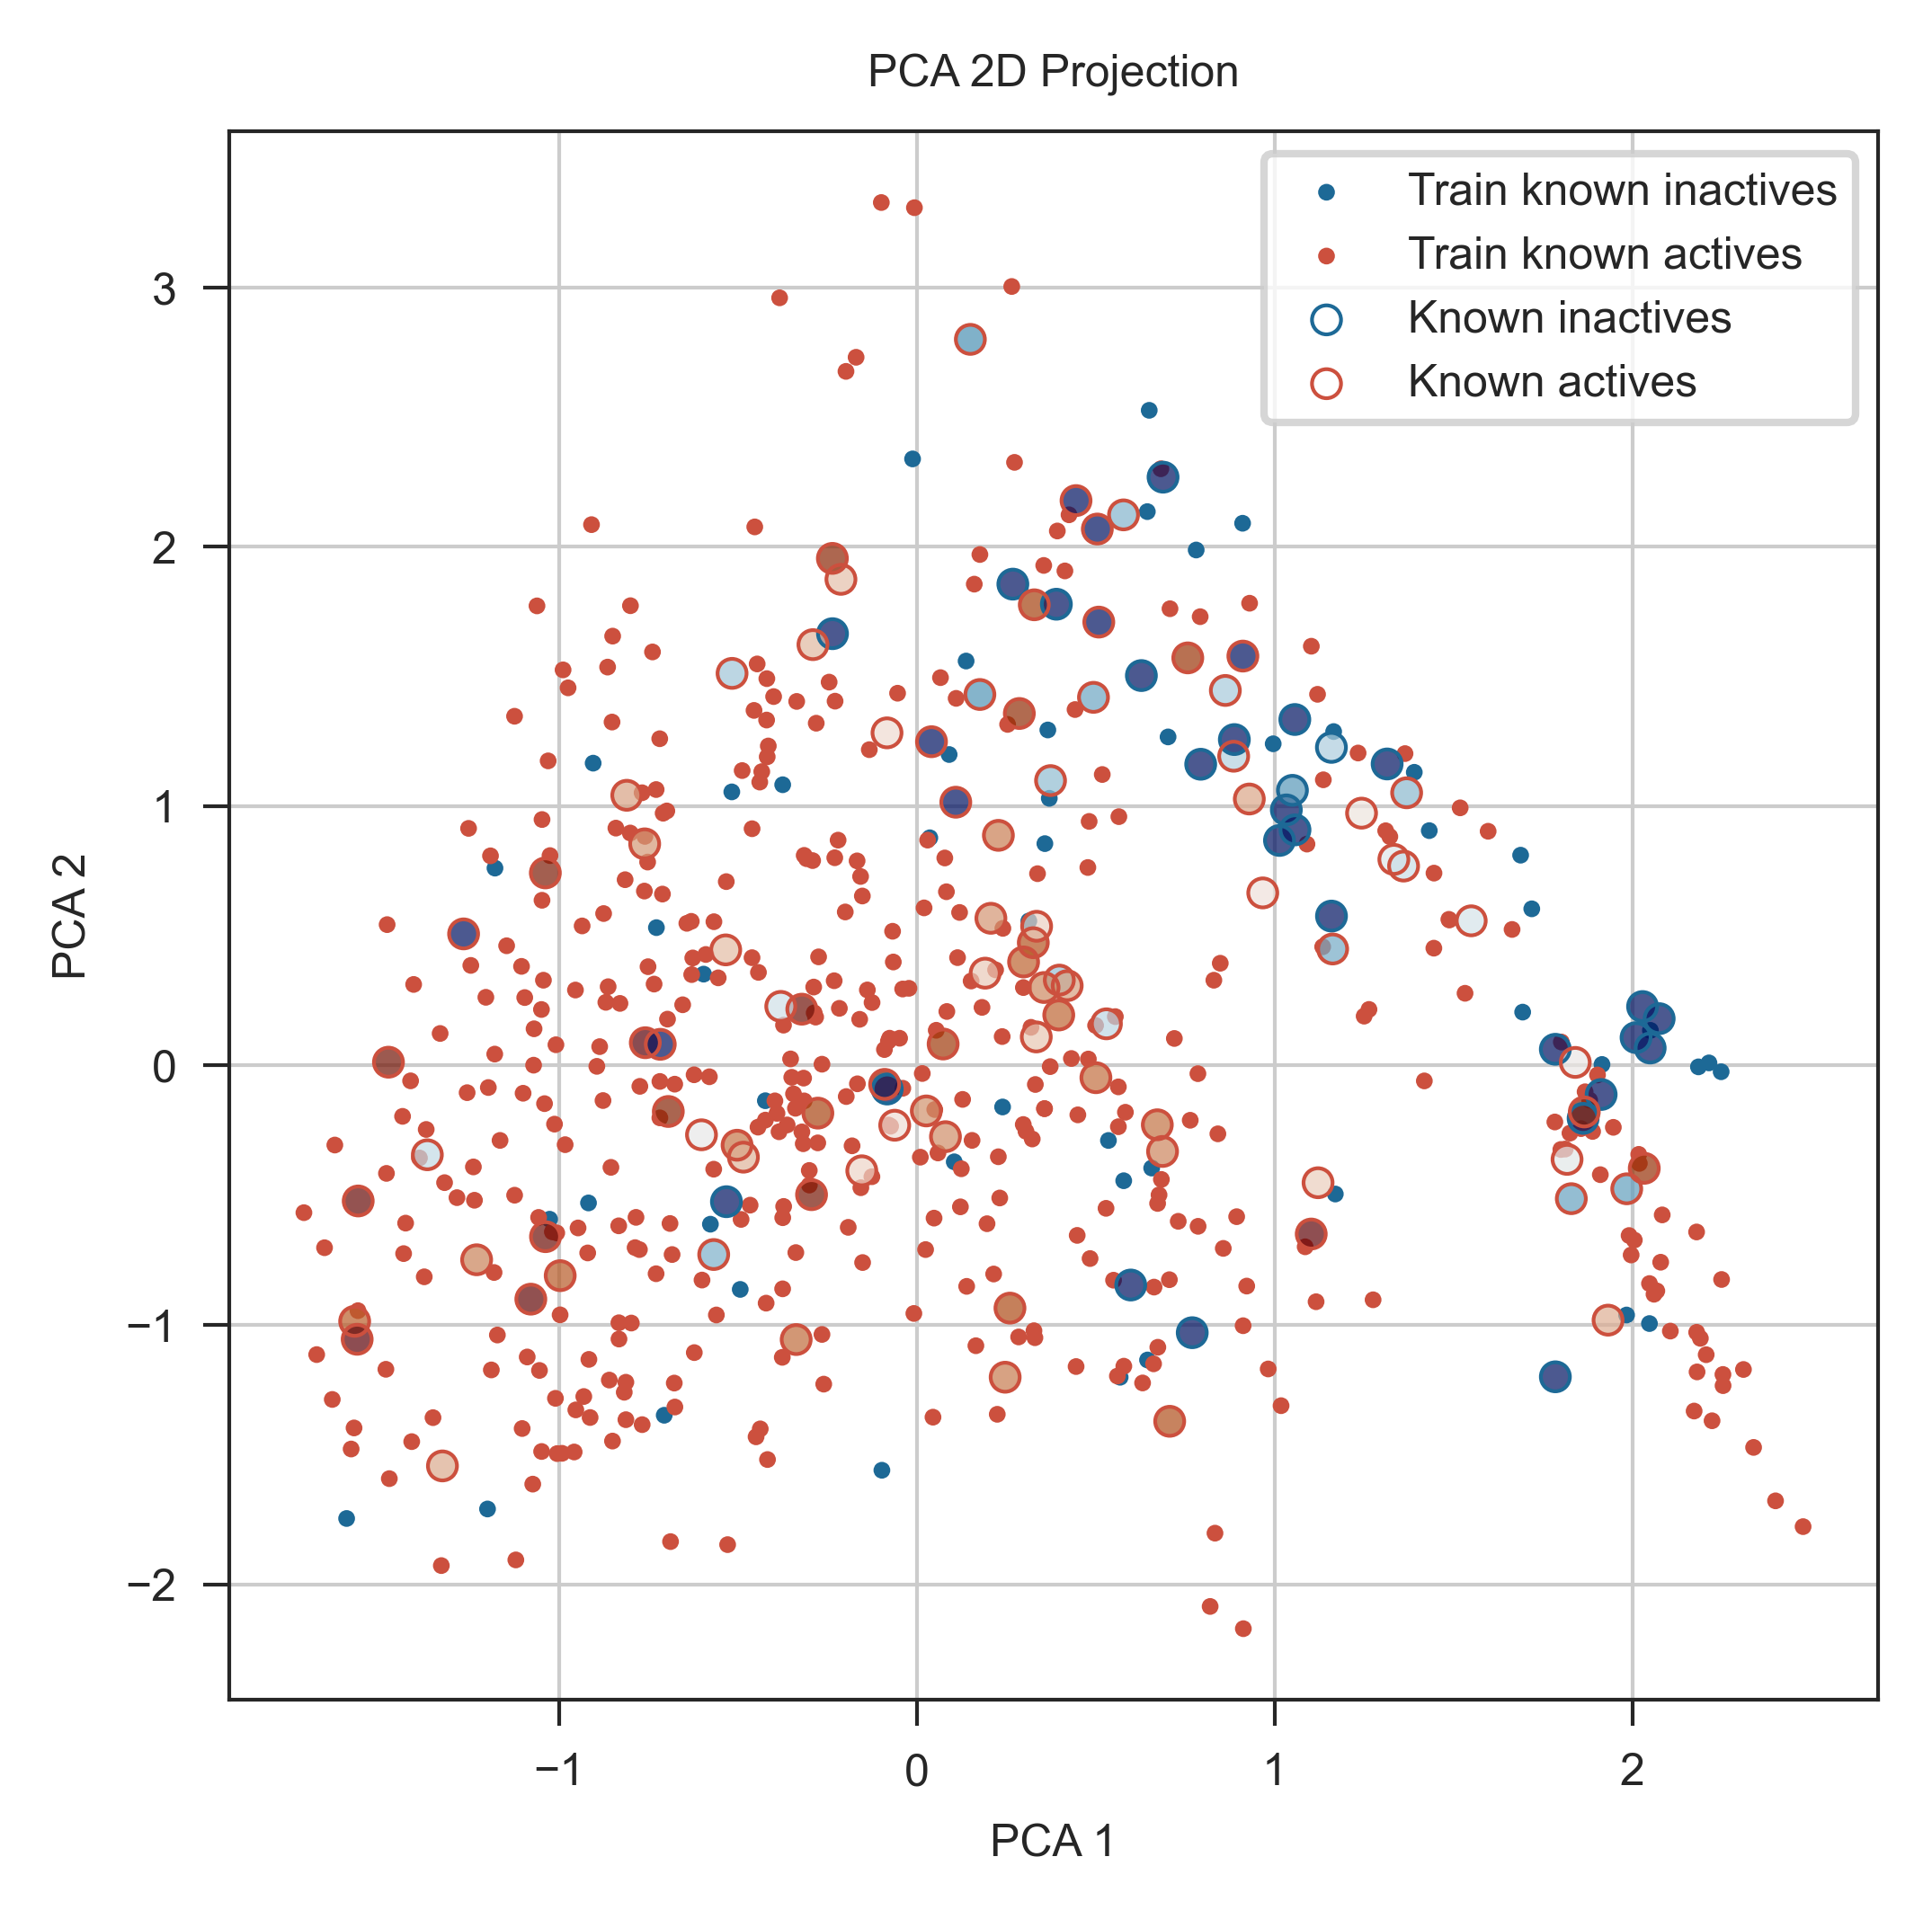 PCA 2D Projection
Train known inactives
Train known actives
Known inactives
Known actives
3
2
1
0
−1
−2
PCA 2
−1 0 1 2
PCA 1